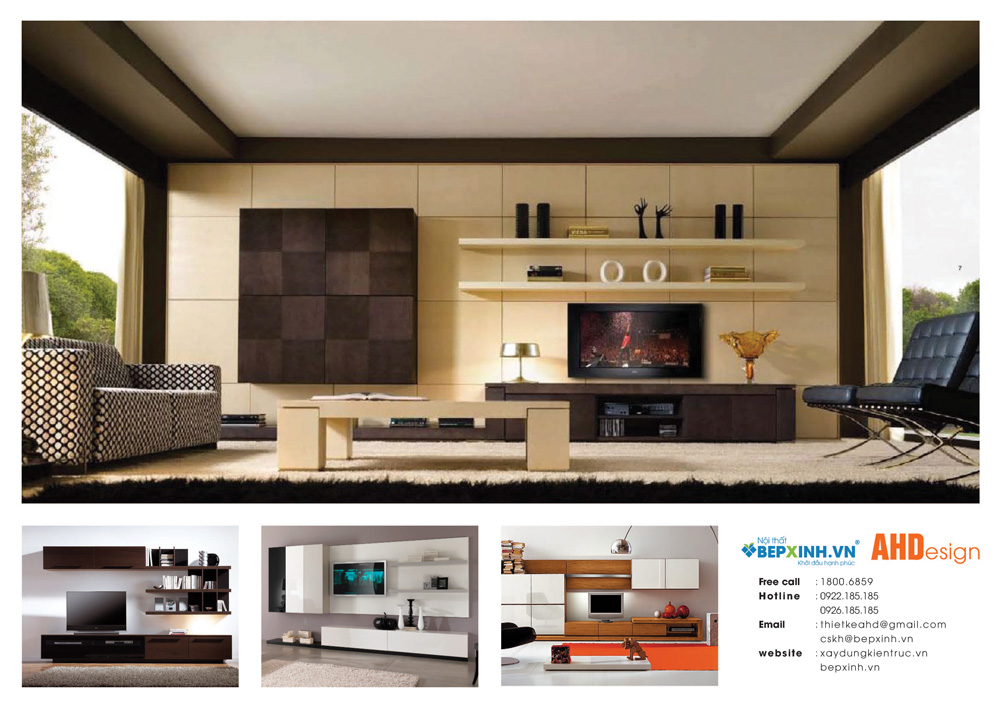 7
Nội thất
BEPXINH.VN®
Khởi đầu hạnh phúc
AHDesign
Free call : 1800.6859
Hotline : 0922.185.185
0926.185.185
Email : thietkeahd@gmail.com
cskh@bepxinh.vn
website : xaydungkientruc.vn
bepxinh.vn